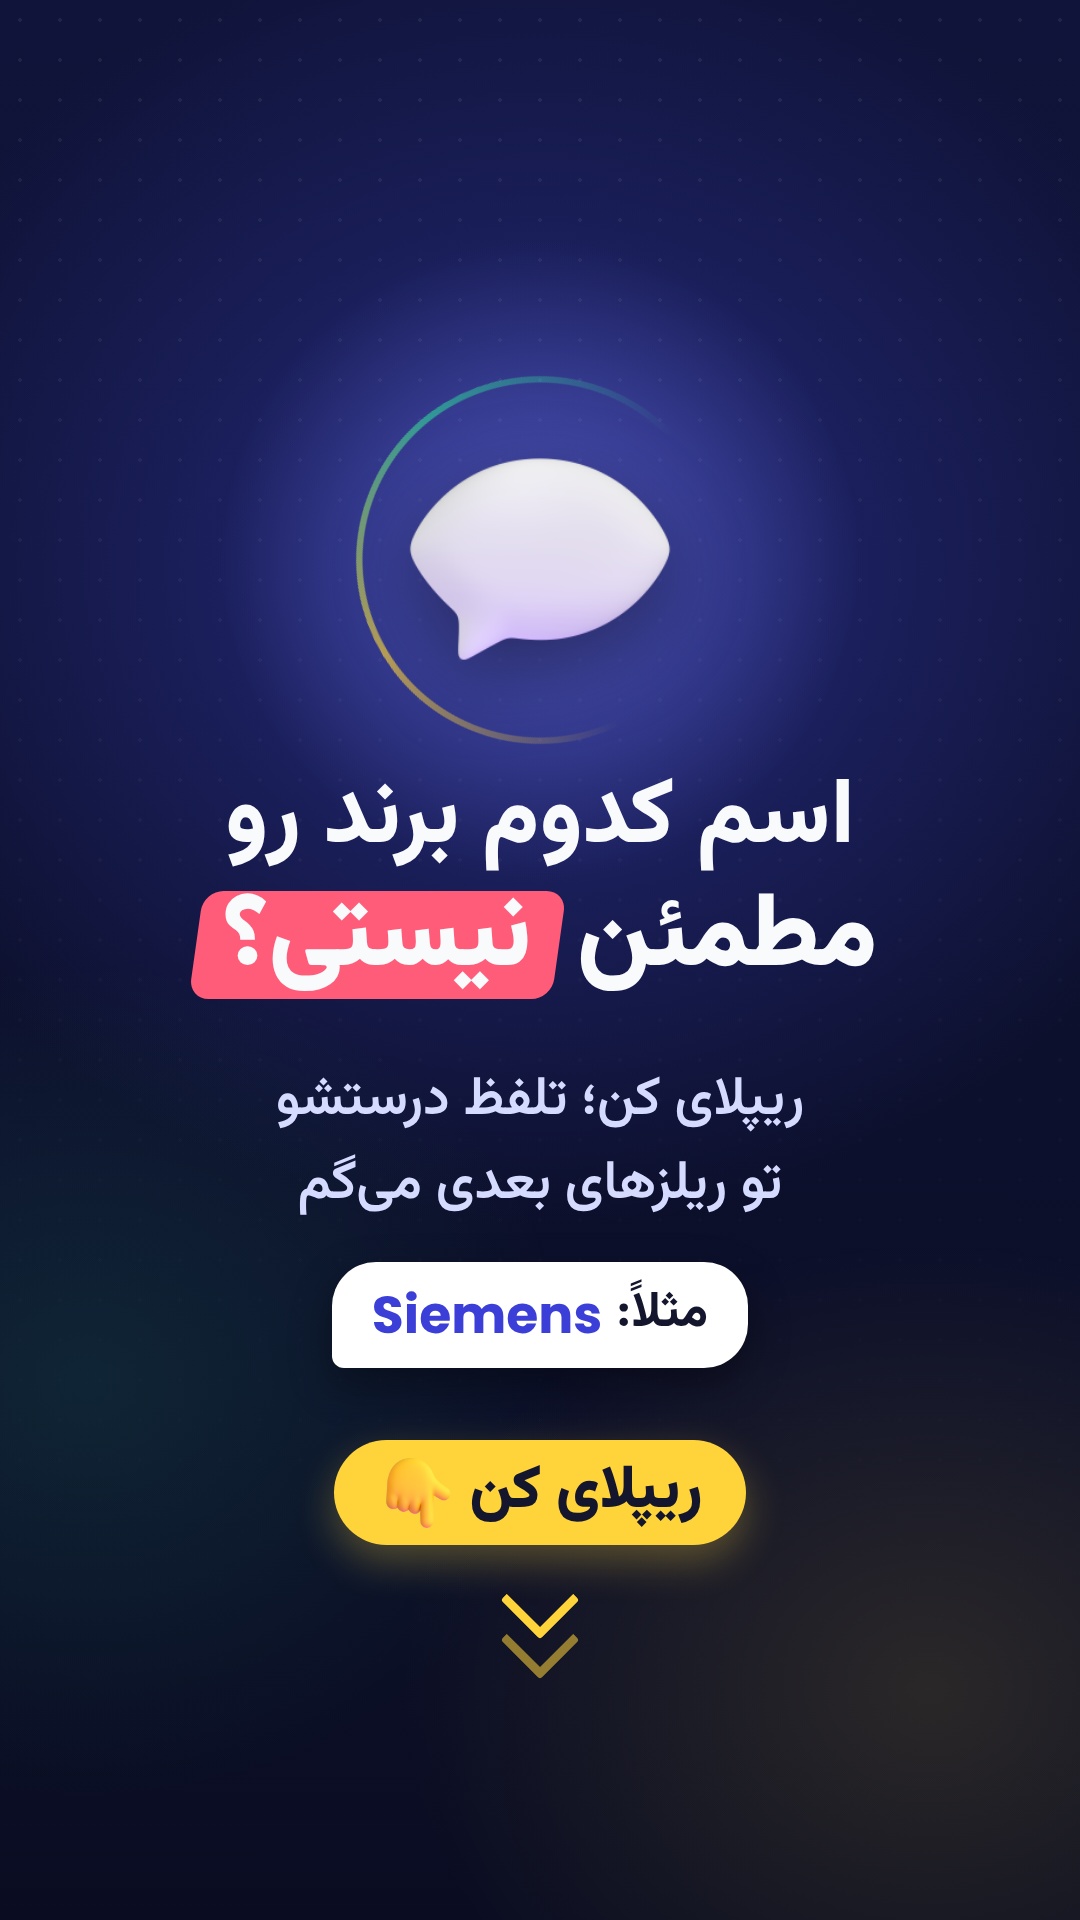 اسم کدوم برند رو
مطمئن نیستی؟
ریپلای کن؛ تلفظ درستشو
تو ریلزهای بعدی می‌گم
مثلاً: Siemens
ریپلای کن 👇